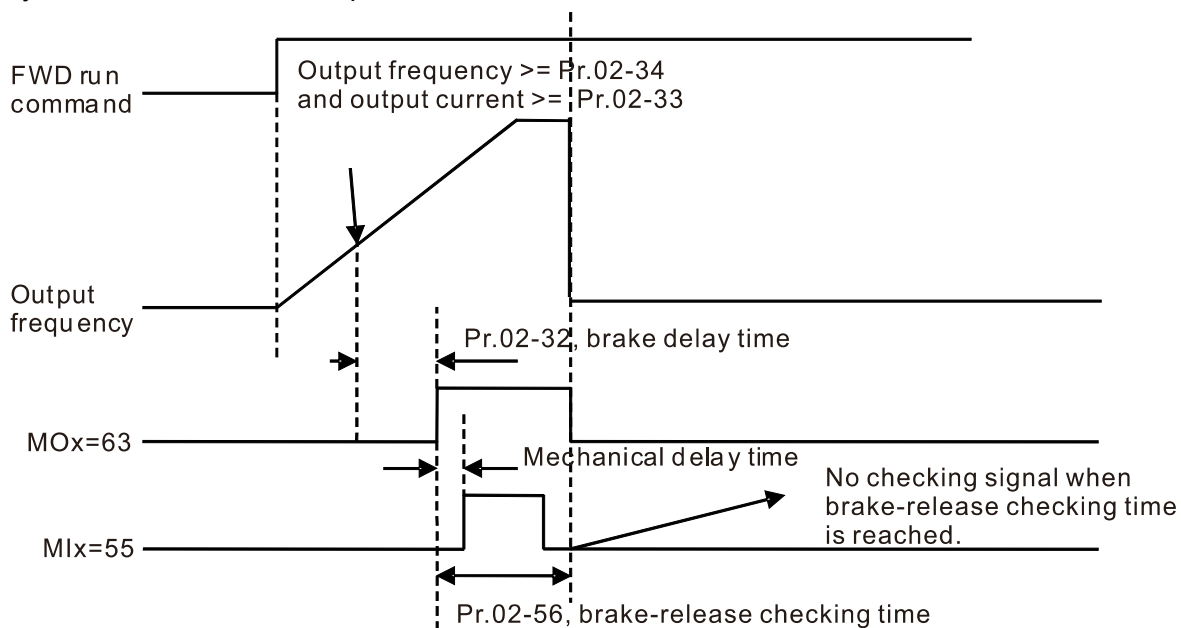 FWD run
command
Output frequency >= Pr.02-34
and output current >= Pr.02-33
Output
frequency
Pr.02-32, brake delay time
MOx=63
Mechanical delay time
No checking signal when
brake-release checking time
is reached.
MIx=55
Pr.02-56, brake-release checking time